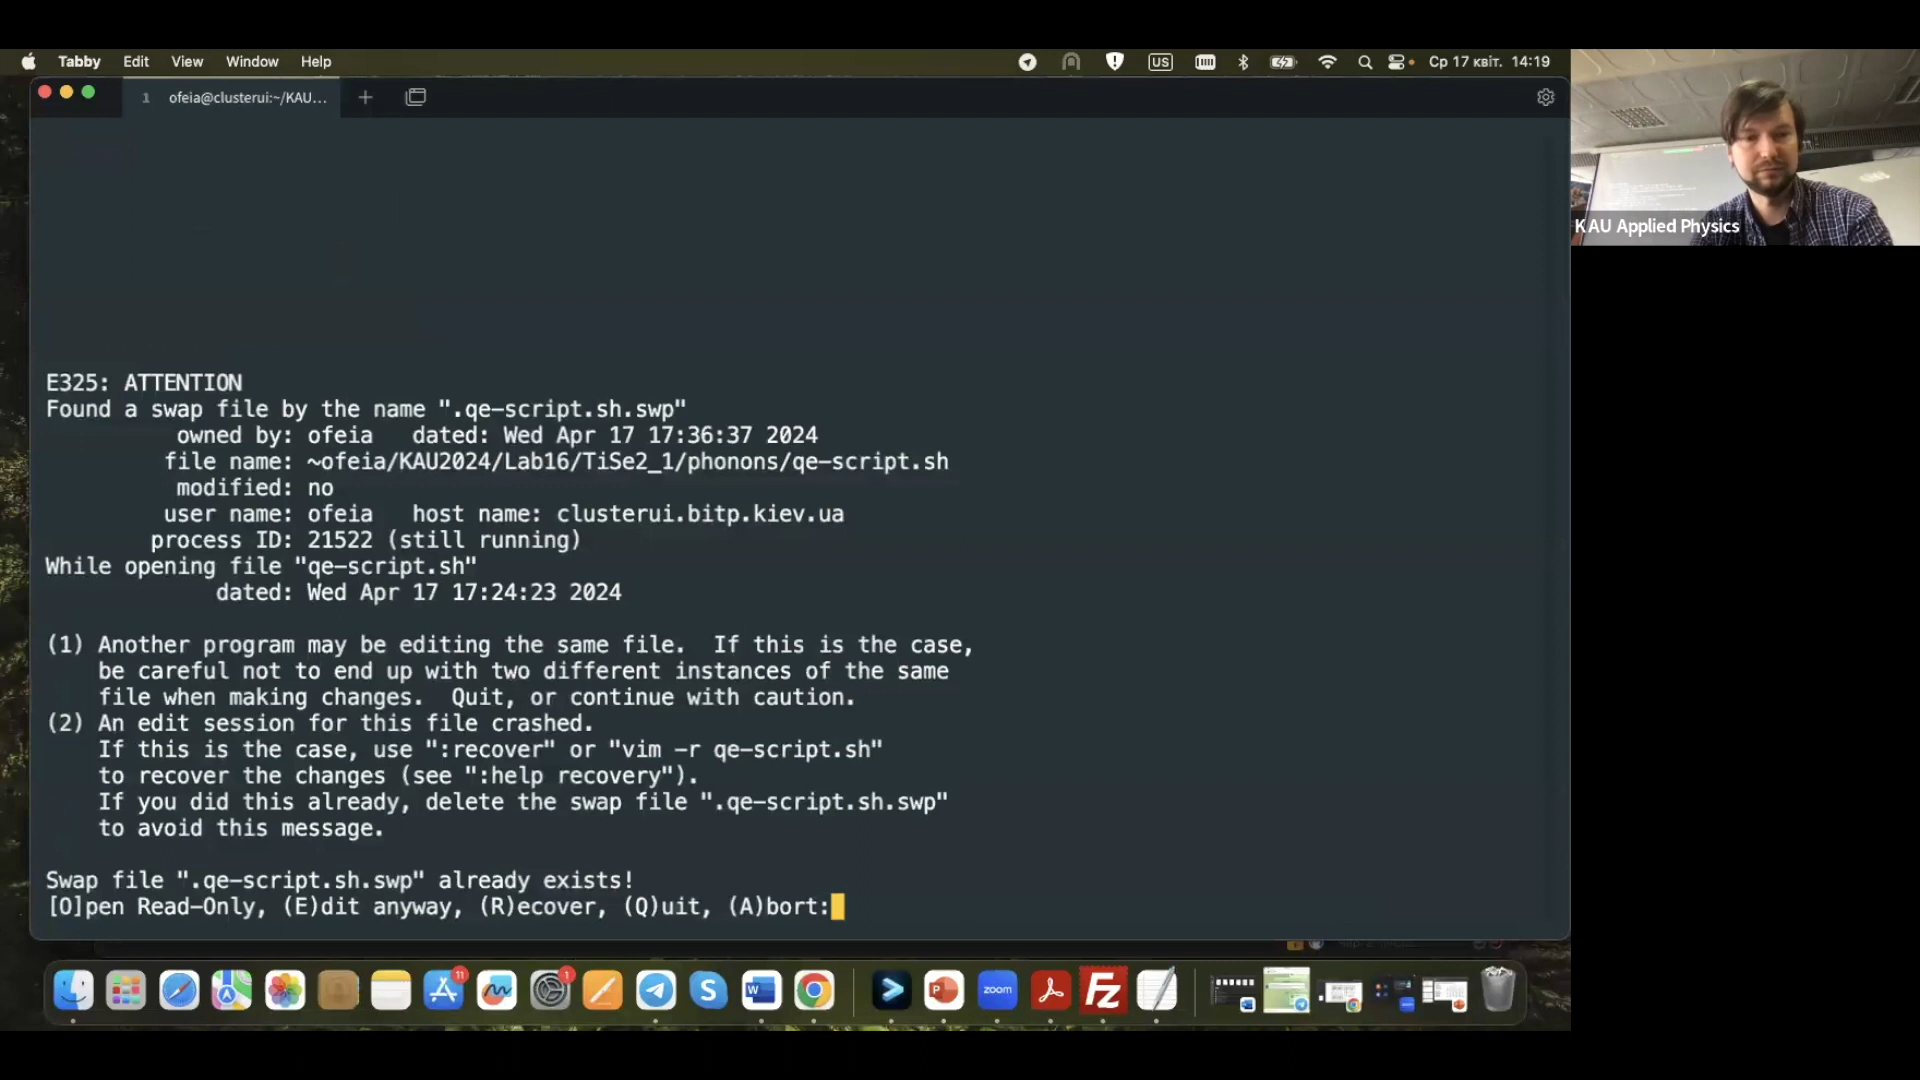 Tabby Edit View Window Help US Ср 17 квіт. 14:19
1 ofeia@clusterui:~/KAU...
E325: ATTENTION
Found a swap file by the name ".qe-script.sh.swp"
owned by: ofeia dated: Wed Apr 17 17:36:37 2024
file name: ~ofeia/KAU2024/Lab16/TiSe2_1/phonons/qe-script.sh
modified: no
user name: ofeia host name: clusterui.bitp.kiev.ua
process ID: 21522 (still running)
While opening file "qe-script.sh"
dated: Wed Apr 17 17:24:23 2024
(1) Another program may be editing the same file. If this is the case,
be careful not to end up with two different instances of the same
file when making changes. Quit, or continue with caution.
(2) An edit session for this file crashed.
If this is the case, use ":recover" or "vim -r qe-script.sh"
to recover the changes (see ":help recovery").
If you did this already, delete the swap file ".qe-script.sh.swp"
to avoid this message.
Swap file ".qe-script.sh.swp" already exists!
[O]pen Read-Only, (E)dit anyway, (R)ecover, (Q)uit, (A)bort:
KAU Applied Physics
11
1
S
W
P
zoom
Fz